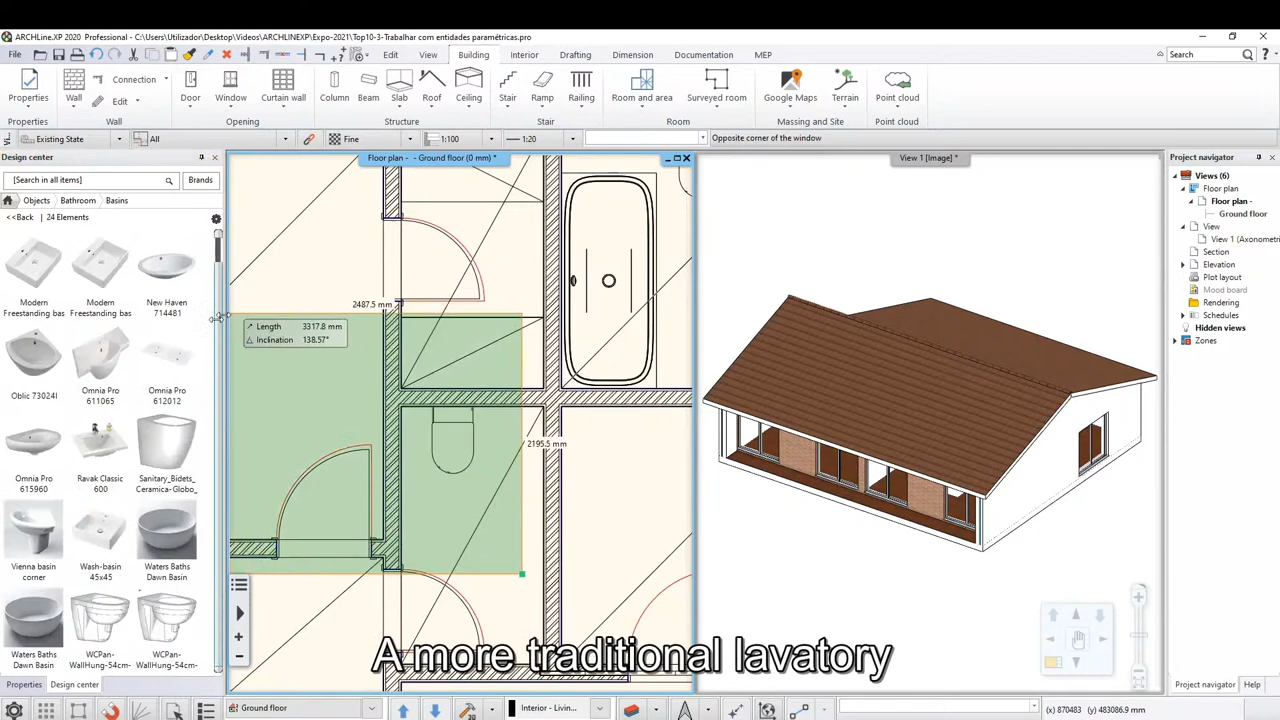 ARCHLine.XP 2020 Professional - C:\Users\Utilizador\Desktop\Videos\ARCHLINEXP\Expo-2021\Top10-3-Trabalhar com entidades paramétricas.pro
File
Edit
View
Building
Interior
Drafting
Dimension
Documentation
MEP
Search
Properties
Wall
Connection
Edit
Door
Window
Curtain wall
Column
Beam
Slab
Roof
Ceiling
Stair
Ramp
Railing
Room and area
Surveyed room
Google Maps
Terrain
Point cloud
Properties
Wall
Opening
Structure
Stair
Room
Massing and Site
Point cloud
Existing State
All
Fine
1:100
1:20
Opposite corner of the window
Design center
[Search in all items]
Brands
Objects
Bathroom
Basins
<<Back
24 Elements
Modern Freestanding bas
Modern Freestanding bas
New Haven 714481
Oblic 73024I
Omnia Pro 611065
Omnia Pro 612012
Omnia Pro 615960
Ravak Classic 600
Sanitary_Bidets_Ceramica-Globo_
Vienna basin corner
Wash-basin 45x45
Waters Baths Dawn Basin
Waters Baths Dawn Basin
WCPan-WallHung-54cm-
WCPan-WallHung-54cm-
Properties
Design center
Floor plan - - Ground floor (0 mm) *
2487.5 mm
Length 3317.8 mm
Inclination 138.57°
2195.5 mm
View 1 [Image] *
Project navigator
Views (6)
Floor plan
Floor plan -
Ground floor
View
View 1 (Axonometri
Section
Elevation
Plot layout
Mood board
Rendering
Schedules
Hidden views
Zones
Project navigator
Help
A more traditional lavatory
Ground floor
Interior - Livin...
(x) 870483
(y) 483086.9 mm